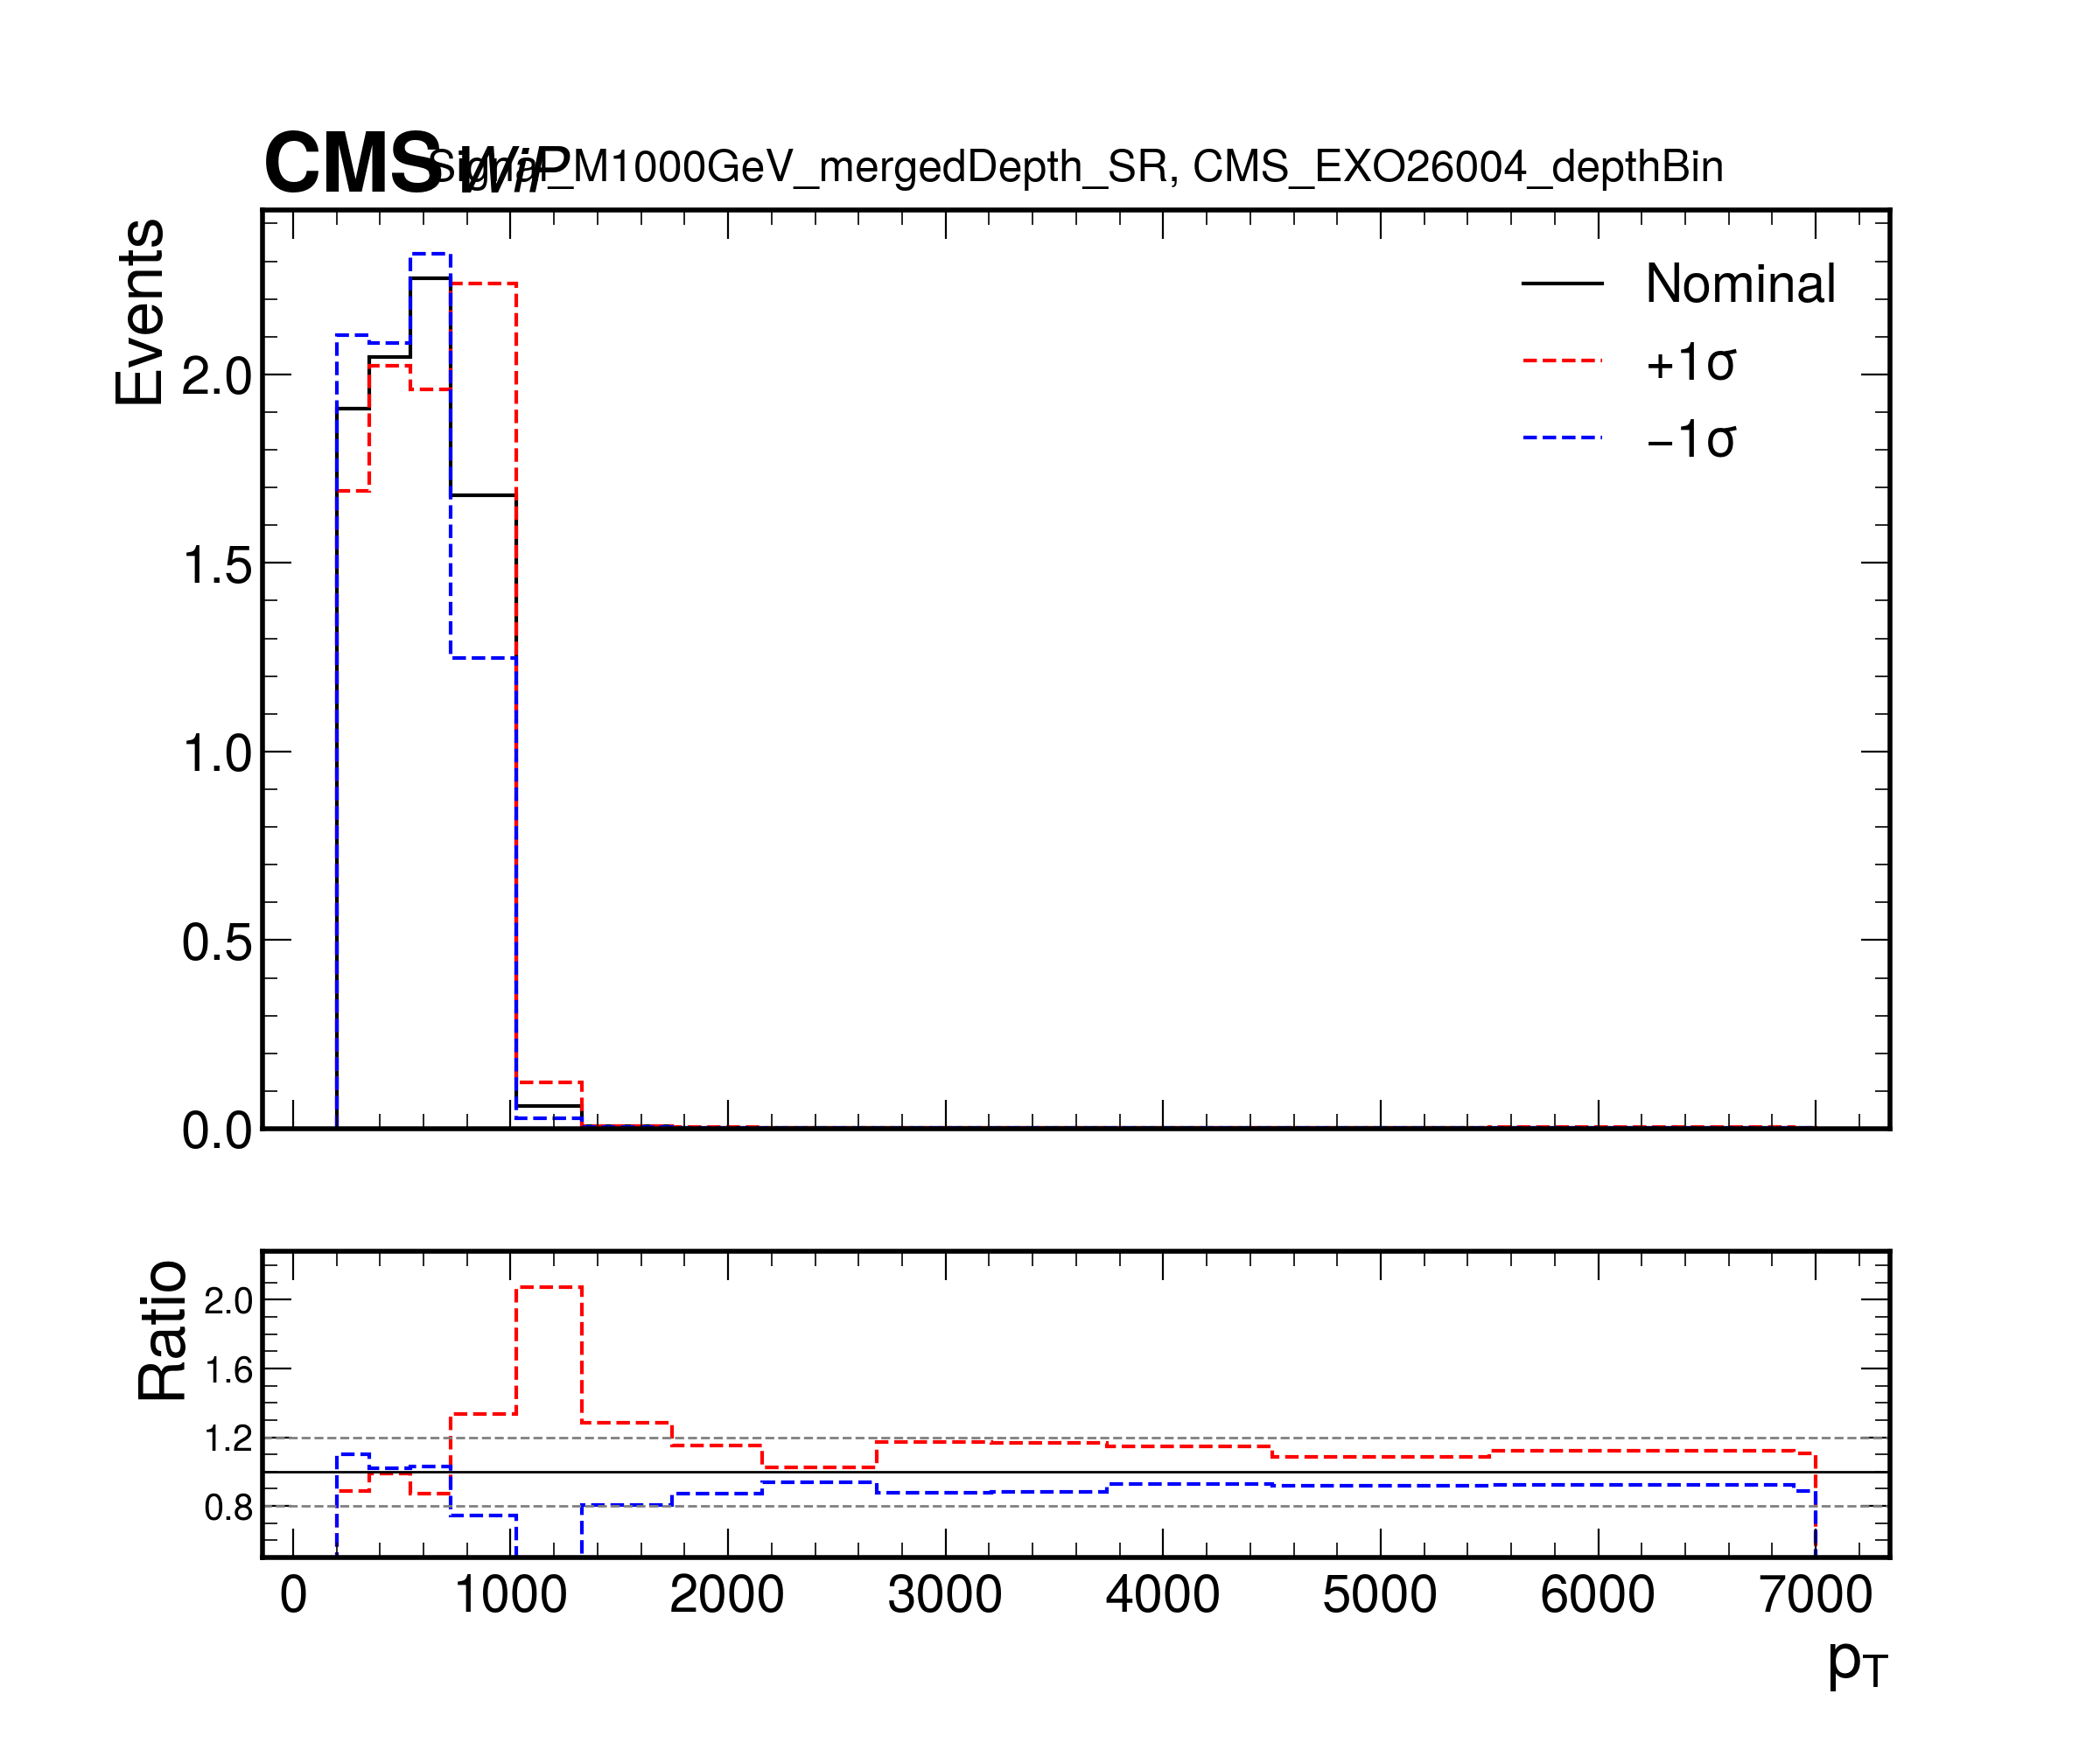 CMS WiP Signal_M1000GeV_mergedDepth_SR, CMS_EXO26004_depthBin
Events
Nominal
+1σ
−1σ
2.0
1.5
1.0
0.5
0.0
Ratio
2.0
1.6
1.2
0.8
0 1000 2000 3000 4000 5000 6000 7000
pT